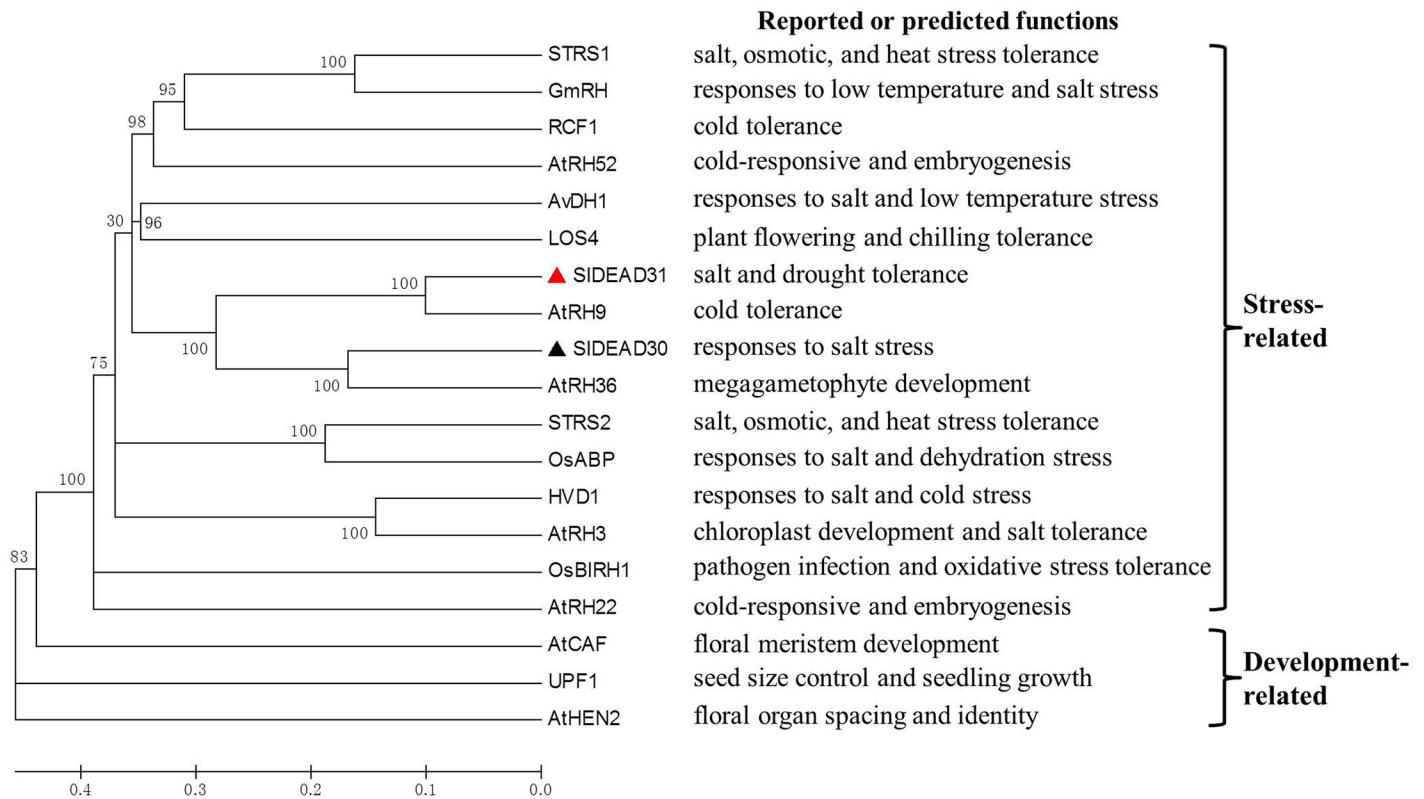 Reported or predicted functions
STRS1 salt, osmotic, and heat stress tolerance
100
GmRH responses to low temperature and salt stress
95
RCF1 cold tolerance
98
AtRH52 cold-responsive and embryogenesis
AvDH1 responses to salt and low temperature stress
30 96
LOS4 plant flowering and chilling tolerance
SlDEAD31 salt and drought tolerance
100
AtRH9 cold tolerance
Stress-
related
100
SlDEAD30 responses to salt stress
75
100
AtRH36 megagametophyte development
STRS2 salt, osmotic, and heat stress tolerance
100
OsABP responses to salt and dehydration stress
100
HVD1 responses to salt and cold stress
100
AtRH3 chloroplast development and salt tolerance
83
OsBIRH1 pathogen infection and oxidative stress tolerance
AtRH22 cold-responsive and embryogenesis
AtCAF floral meristem development
Development-
related
UPF1 seed size control and seedling growth
AtHEN2 floral organ spacing and identity
0.4 0.3 0.2 0.1 0.0